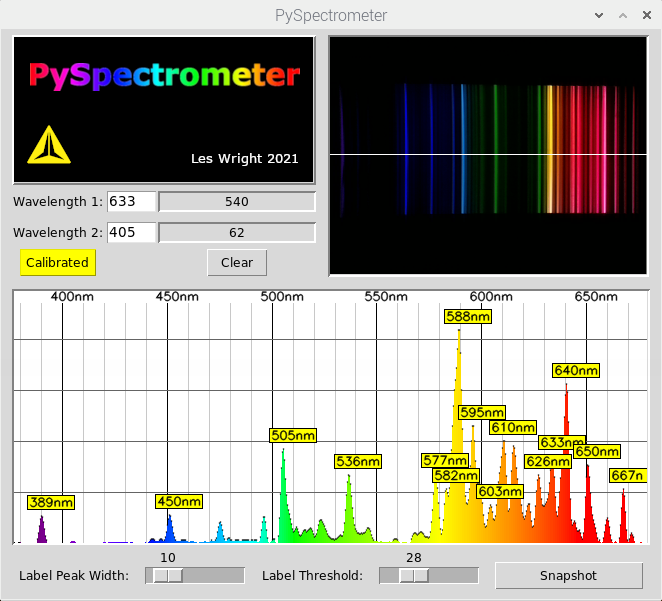 PySpectrometer
PySpectrometer
Les Wright 2021
Wavelength 1: 633 540
Wavelength 2: 405 62
Calibrated Clear
400nm 450nm 500nm 550nm 600nm 650nm
588nm
640nm
595nm
610nm
505nm
633nm
650nm
536nm 577nm 626nm
582nm 667n
603nm
389nm 450nm
10 28
Label Peak Width: Label Threshold: Snapshot